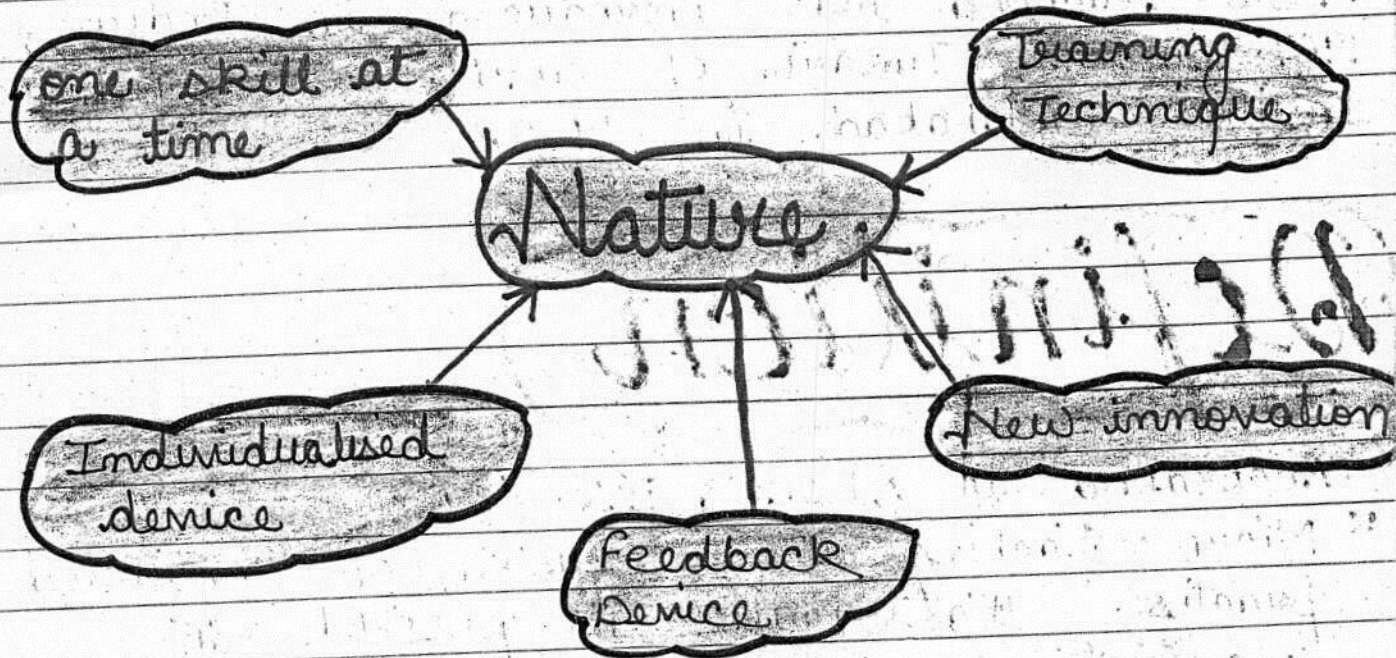 one skill at
a time
Training
Technique
Nature.
Individualised
device
New innovation
Feedback
Device